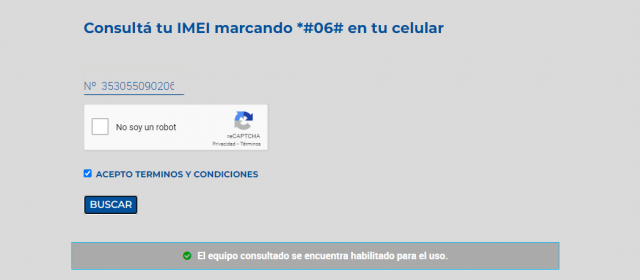 Consultá tu IMEI marcando *#06# en tu celular
Nº 353055090206
No soy un robot
reCAPTCHA
Privacidad - Términos
ACEPTO TERMINOS Y CONDICIONES
BUSCAR
El equipo consultado se encuentra habilitado para el uso.